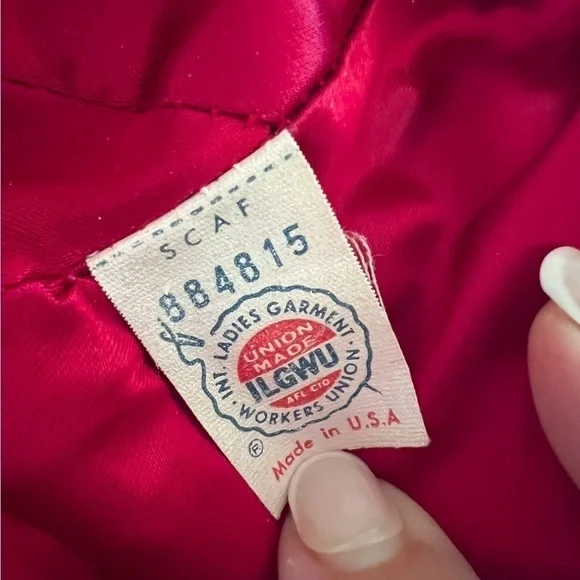 SCAF
884815
INT. LADIES GARMENT · WORKERS UNION ·
UNION
MADE
ILGWU
AFL CIO
®
Made in U.S.A